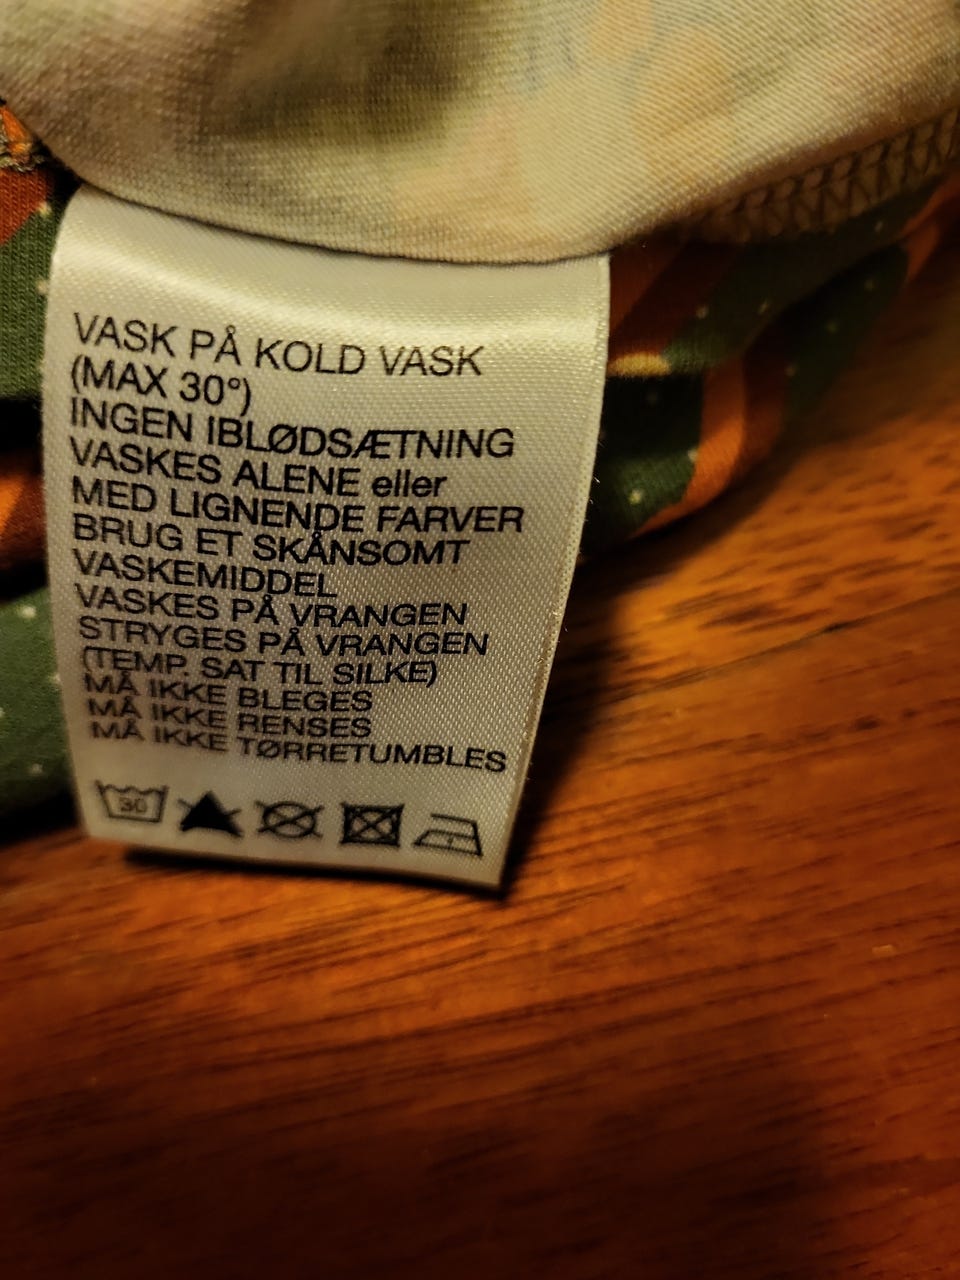 VASK PÅ KOLD VASK
(MAX 30°)
INGEN IBLØDSÆTNING
VASKES ALENE eller
MED LIGNENDE FARVER
BRUG ET SKÅNSOMT
VASKEMIDDEL
VASKES PÅ VRANGEN
STRYGES PÅ VRANGEN
(TEMP. SAT TIL SILKE)
MÅ IKKE BLEGES
MÅ IKKE RENSES
MÅ IKKE TØRRETUMBLES
30